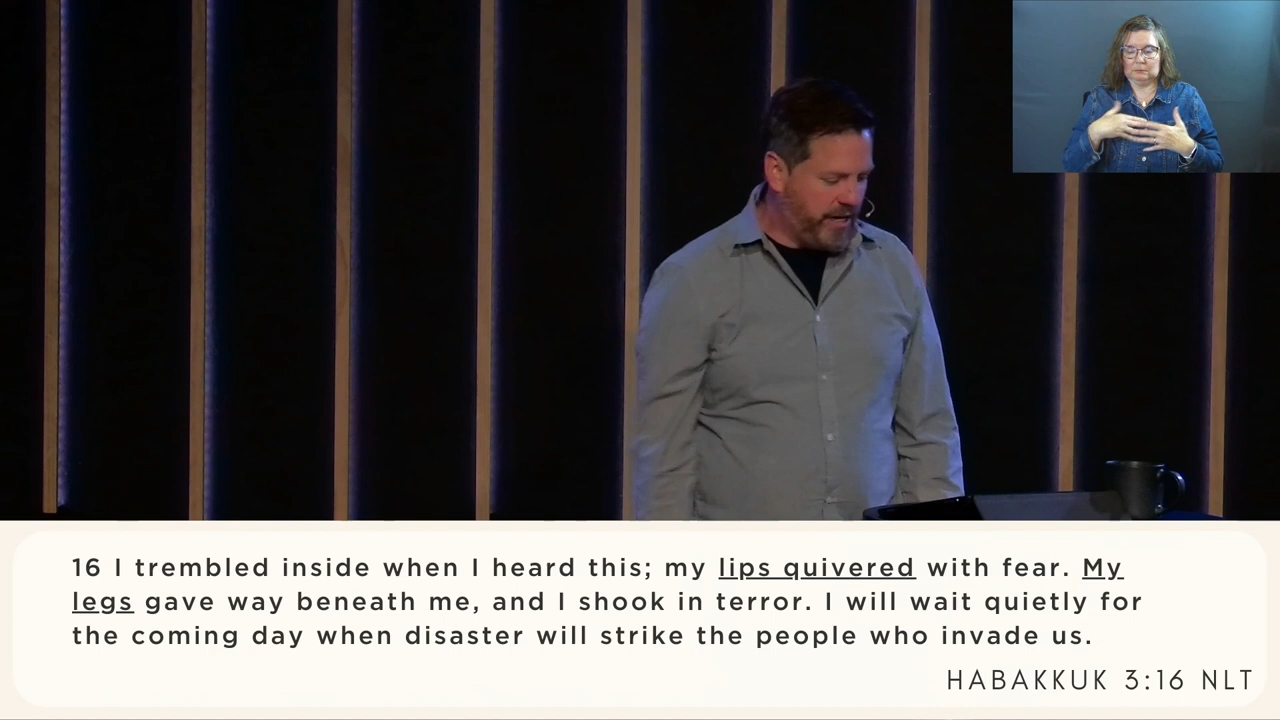 16 I trembled inside when I heard this; my lips quivered with fear. My
legs gave way beneath me, and I shook in terror. I will wait quietly for
the coming day when disaster will strike the people who invade us.
HABAKKUK 3:16 NLT